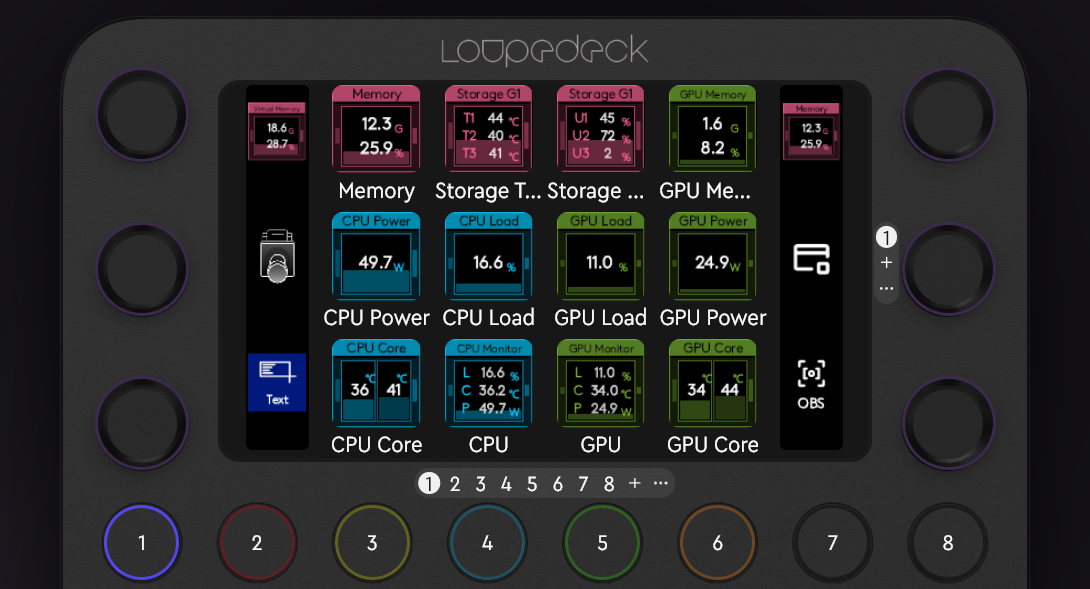 Loupedeck
Virtual Memory
18.6 G
28.7 %
Memory
12.3 G
25.9 %
Memory
Storage G1
T1 44 °C
T2 40 °C
T3 41 °C
Storage T...
Storage G1
U1 45 %
U2 72 %
U3 2 %
Storage ...
GPU Memory
1.6 G
8.2 %
GPU Me...
Memory
12.3 G
25.9 %
CPU Power
49.7 W
CPU Power
CPU Load
16.6 %
CPU Load
GPU Load
11.0 %
GPU Load
GPU Power
24.9 W
GPU Power
1
+
...
Text
CPU Core
°C °C
36 41
CPU Core
CPU Monitor
L 16.6 %
C 36.2 °C
P 49.7 W
CPU
GPU Monitor
L 11.0 %
C 34.0 °C
P 24.9 W
GPU
GPU Core
°C °C
34 44
GPU Core
OBS
1 2 3 4 5 6 7 8 + ...
1 2 3 4 5 6 7 8